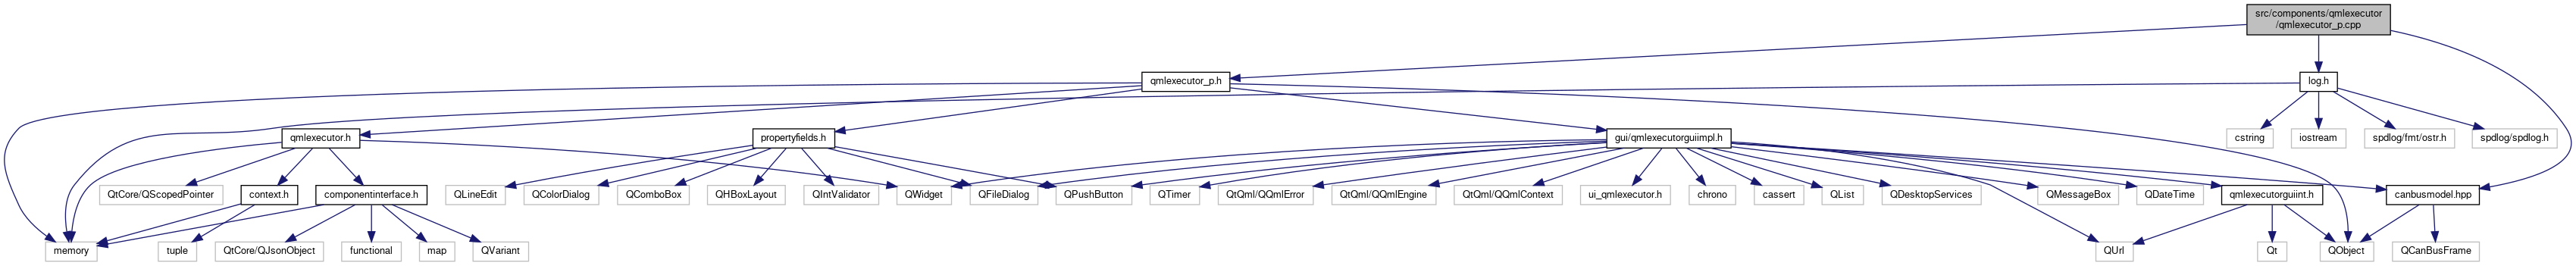 src/components/qmlexecutor
/qmlexecutor_p.cpp
qmlexecutor_p.h
log.h
qmlexecutor.h
propertyfields.h
gui/qmlexecutorguiimpl.h
cstring
iostream
spdlog/fmt/ostr.h
spdlog/spdlog.h
QtCore/QScopedPointer
context.h
componentinterface.h
QLineEdit
QColorDialog
QComboBox
QHBoxLayout
QIntValidator
QWidget
QFileDialog
QPushButton
QTimer
QtQml/QQmlError
QtQml/QQmlEngine
QtQml/QQmlContext
ui_qmlexecutor.h
chrono
cassert
QList
QDesktopServices
QMessageBox
QDateTime
qmlexecutorguiint.h
canbusmodel.hpp
memory
tuple
QtCore/QJsonObject
functional
map
QVariant
QUrl
Qt
QObject
QCanBusFrame